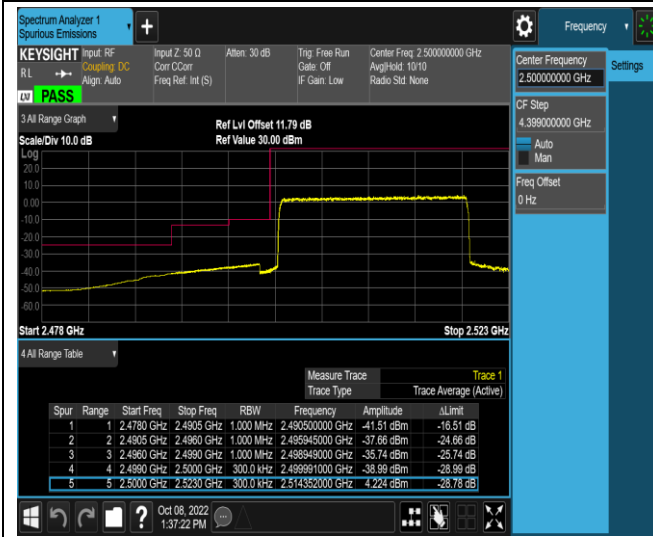 Spectrum Analyzer 1
Spurious Emissions
+
Frequency
KEYSIGHT Input: RF Input Z: 50 Ω Atten: 30 dB Trig: Free Run Center Freq: 2.500000000 GHz
RL Coupling: DC Corr CCorr Gate: Off Avg|Hold: 10/10
Align: Auto Freq Ref: Int (S) IF Gain: Low Radio Std: None
LXI PASS
Center Frequency
2.500000000 GHz
Settings
CF Step
4.399000000 GHz
Auto
Man
Freq Offset
0 Hz
3 All Range Graph
Ref Lvl Offset 11.79 dB
Scale/Div 10.0 dB Ref Value 30.00 dBm
Log
20.0
10.0
0.00
-10.0
-20.0
-30.0
-40.0
-50.0
-60.0
Start 2.478 GHz Stop 2.523 GHz
4 All Range Table
Measure Trace Trace 1
Trace Type Trace Average (Active)
Spur Range Start Freq Stop Freq RBW Frequency Amplitude ΔLimit
1 1 2.4780 GHz 2.4905 GHz 1.000 MHz 2.490500000 GHz -41.51 dBm -16.51 dB
2 2 2.4905 GHz 2.4960 GHz 1.000 MHz 2.495945000 GHz -37.66 dBm -24.66 dB
3 3 2.4960 GHz 2.4990 GHz 1.000 MHz 2.498949000 GHz -35.74 dBm -25.74 dB
4 4 2.4990 GHz 2.5000 GHz 300.0 kHz 2.499991000 GHz -38.99 dBm -28.99 dB
5 5 2.5000 GHz 2.5230 GHz 300.0 kHz 2.514352000 GHz 4.224 dBm -28.78 dB
? Oct 08, 2022
1:37:22 PM